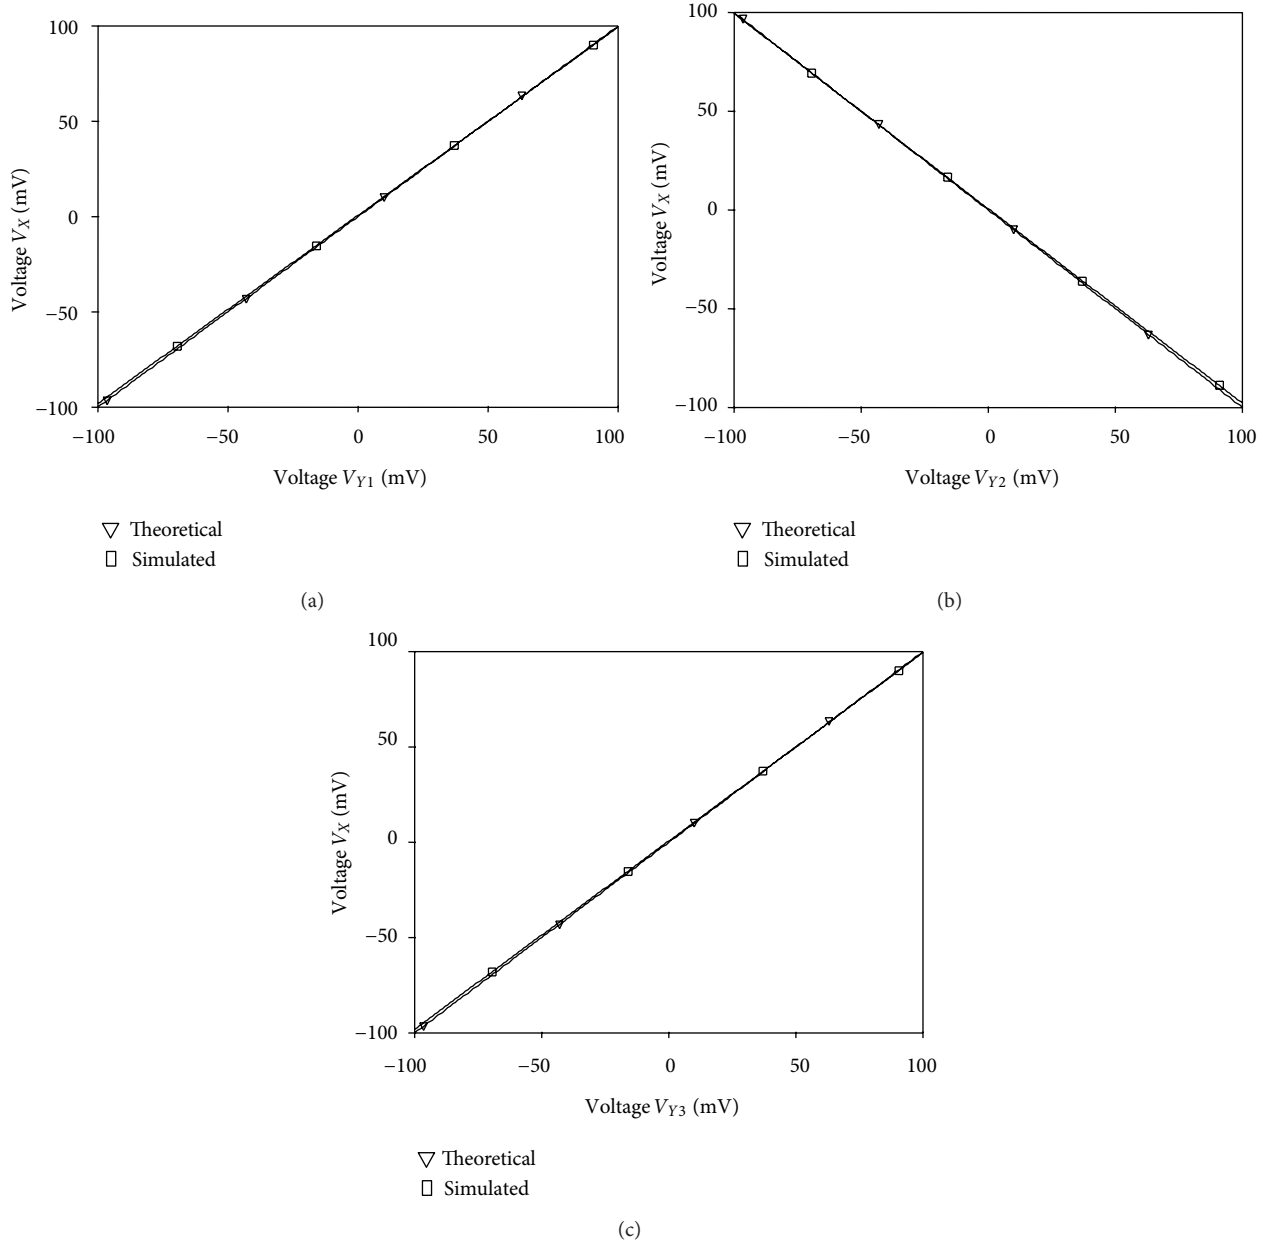 100
50
0
−50
−100
Voltage V_X (mV)
−100 −50 0 50 100
Voltage V_Y1 (mV)
Theoretical
Simulated
(a)
100
50
0
−50
−100
Voltage V_X (mV)
−100 −50 0 50 100
Voltage V_Y2 (mV)
Theoretical
Simulated
(b)
100
50
0
−50
−100
Voltage V_X (mV)
−100 −50 0 50 100
Voltage V_Y3 (mV)
Theoretical
Simulated
(c)